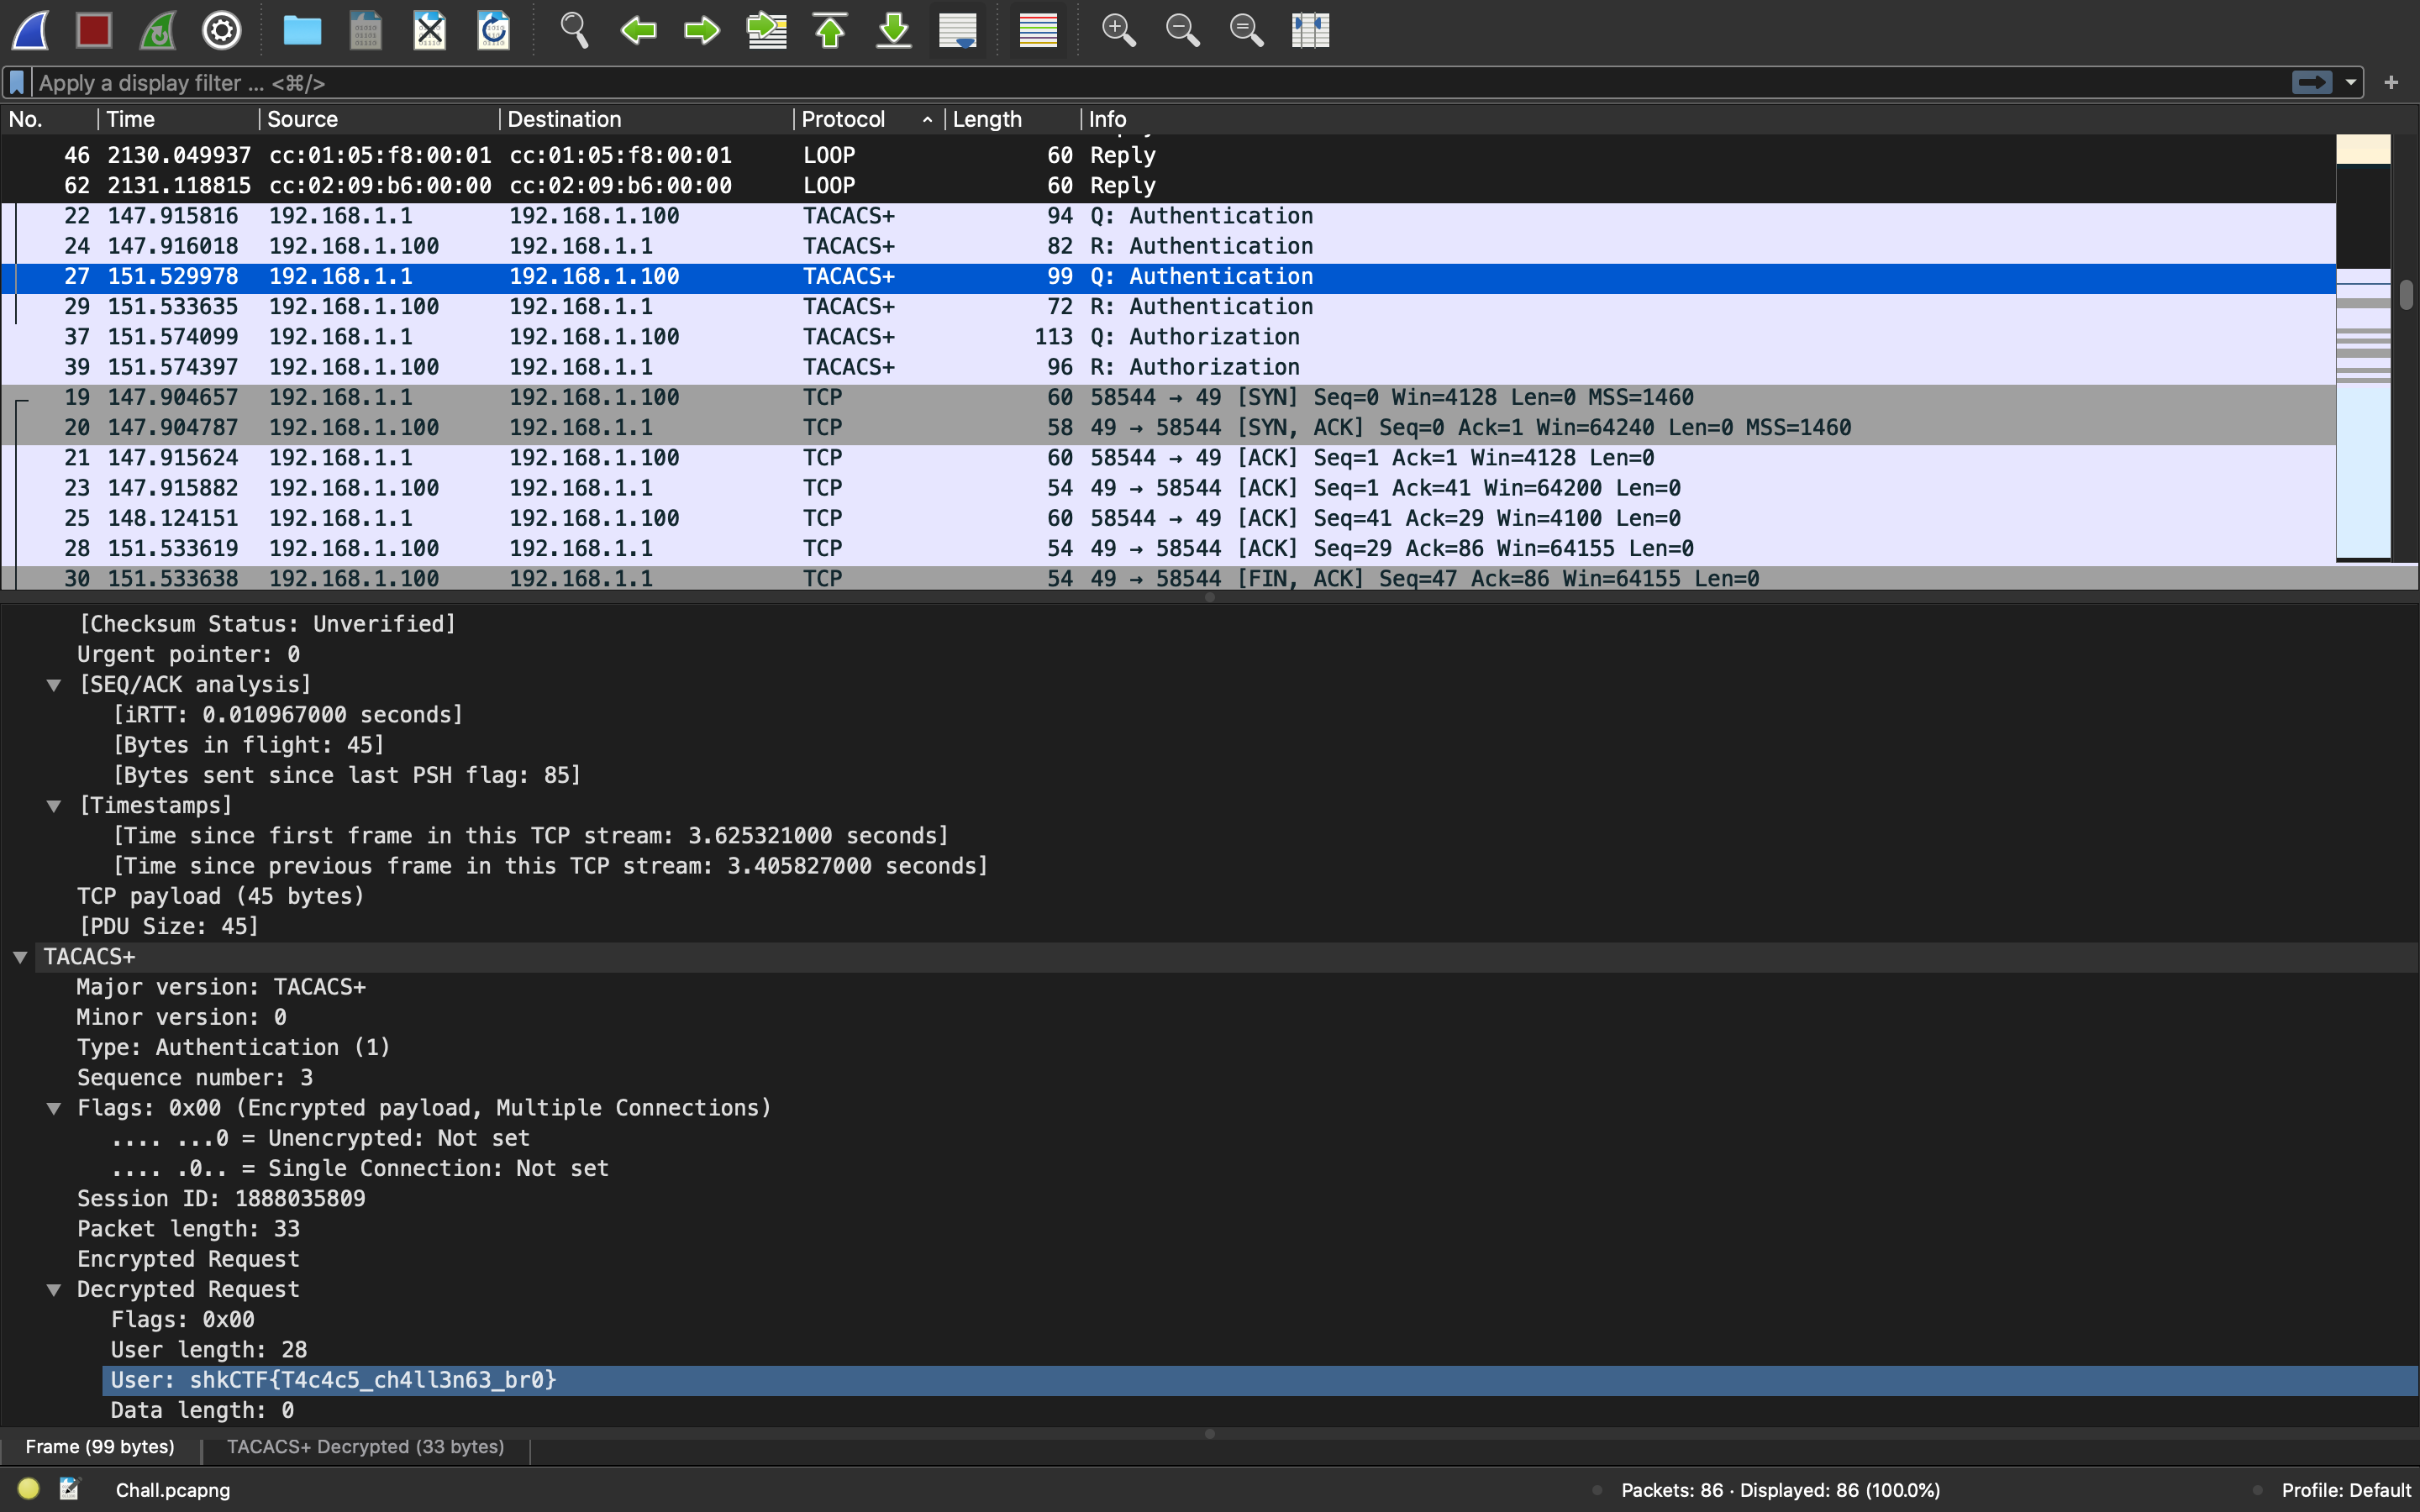 Apply a display filter … <⌘/>
No. Time Source Destination Protocol Length Info
46 2130.049937 cc:01:05:f8:00:01 cc:01:05:f8:00:01 LOOP 60 Reply
62 2131.118815 cc:02:09:b6:00:00 cc:02:09:b6:00:00 LOOP 60 Reply
22 147.915816 192.168.1.1 192.168.1.100 TACACS+ 94 Q: Authentication
24 147.916018 192.168.1.100 192.168.1.1 TACACS+ 82 R: Authentication
27 151.529978 192.168.1.1 192.168.1.100 TACACS+ 99 Q: Authentication
29 151.533635 192.168.1.100 192.168.1.1 TACACS+ 72 R: Authentication
37 151.574099 192.168.1.1 192.168.1.100 TACACS+ 113 Q: Authorization
39 151.574397 192.168.1.100 192.168.1.1 TACACS+ 96 R: Authorization
19 147.904657 192.168.1.1 192.168.1.100 TCP 60 58544 → 49 [SYN] Seq=0 Win=4128 Len=0 MSS=1460
20 147.904787 192.168.1.100 192.168.1.1 TCP 58 49 → 58544 [SYN, ACK] Seq=0 Ack=1 Win=64240 Len=0 MSS=1460
21 147.915624 192.168.1.1 192.168.1.100 TCP 60 58544 → 49 [ACK] Seq=1 Ack=1 Win=4128 Len=0
23 147.915882 192.168.1.100 192.168.1.1 TCP 54 49 → 58544 [ACK] Seq=1 Ack=41 Win=64200 Len=0
25 148.124151 192.168.1.1 192.168.1.100 TCP 60 58544 → 49 [ACK] Seq=41 Ack=29 Win=4100 Len=0
28 151.533619 192.168.1.100 192.168.1.1 TCP 54 49 → 58544 [ACK] Seq=29 Ack=86 Win=64155 Len=0
30 151.533638 192.168.1.100 192.168.1.1 TCP 54 49 → 58544 [FIN, ACK] Seq=47 Ack=86 Win=64155 Len=0
[Checksum Status: Unverified]
Urgent pointer: 0
[SEQ/ACK analysis]
[iRTT: 0.010967000 seconds]
[Bytes in flight: 45]
[Bytes sent since last PSH flag: 85]
[Timestamps]
[Time since first frame in this TCP stream: 3.625321000 seconds]
[Time since previous frame in this TCP stream: 3.405827000 seconds]
TCP payload (45 bytes)
[PDU Size: 45]
TACACS+
Major version: TACACS+
Minor version: 0
Type: Authentication (1)
Sequence number: 3
Flags: 0x00 (Encrypted payload, Multiple Connections)
.... ...0 = Unencrypted: Not set
.... .0.. = Single Connection: Not set
Session ID: 1888035809
Packet length: 33
Encrypted Request
Decrypted Request
Flags: 0x00
User length: 28
User: shkCTF{T4c4c5_ch4ll3n63_br0}
Data length: 0
Frame (99 bytes) TACACS+ Decrypted (33 bytes)
Chall.pcapng Packets: 86 · Displayed: 86 (100.0%) Profile: Default